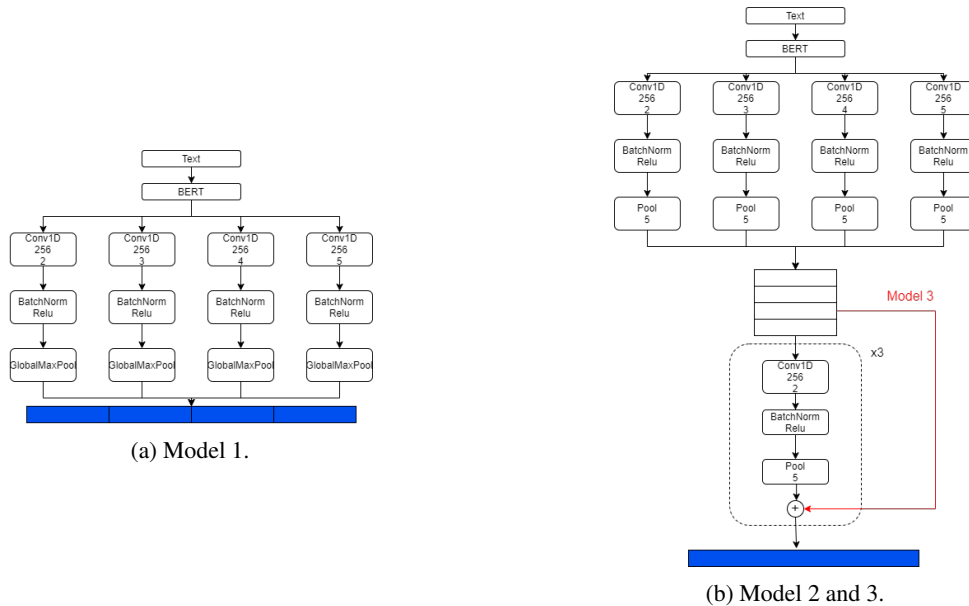 Text
BERT
Conv1D
256
2
Conv1D
256
3
Conv1D
256
4
Conv1D
256
5
BatchNorm
Relu
BatchNorm
Relu
BatchNorm
Relu
BatchNorm
Relu
GlobalMaxPool
GlobalMaxPool
GlobalMaxPool
GlobalMaxPool
(a) Model 1.
Text
BERT
Conv1D
256
2
Conv1D
256
3
Conv1D
256
4
Conv1D
256
5
BatchNorm
Relu
BatchNorm
Relu
BatchNorm
Relu
BatchNorm
Relu
Pool
5
Pool
5
Pool
5
Pool
5
Model 3
x3
Conv1D
256
2
BatchNorm
Relu
Pool
5
+
(b) Model 2 and 3.